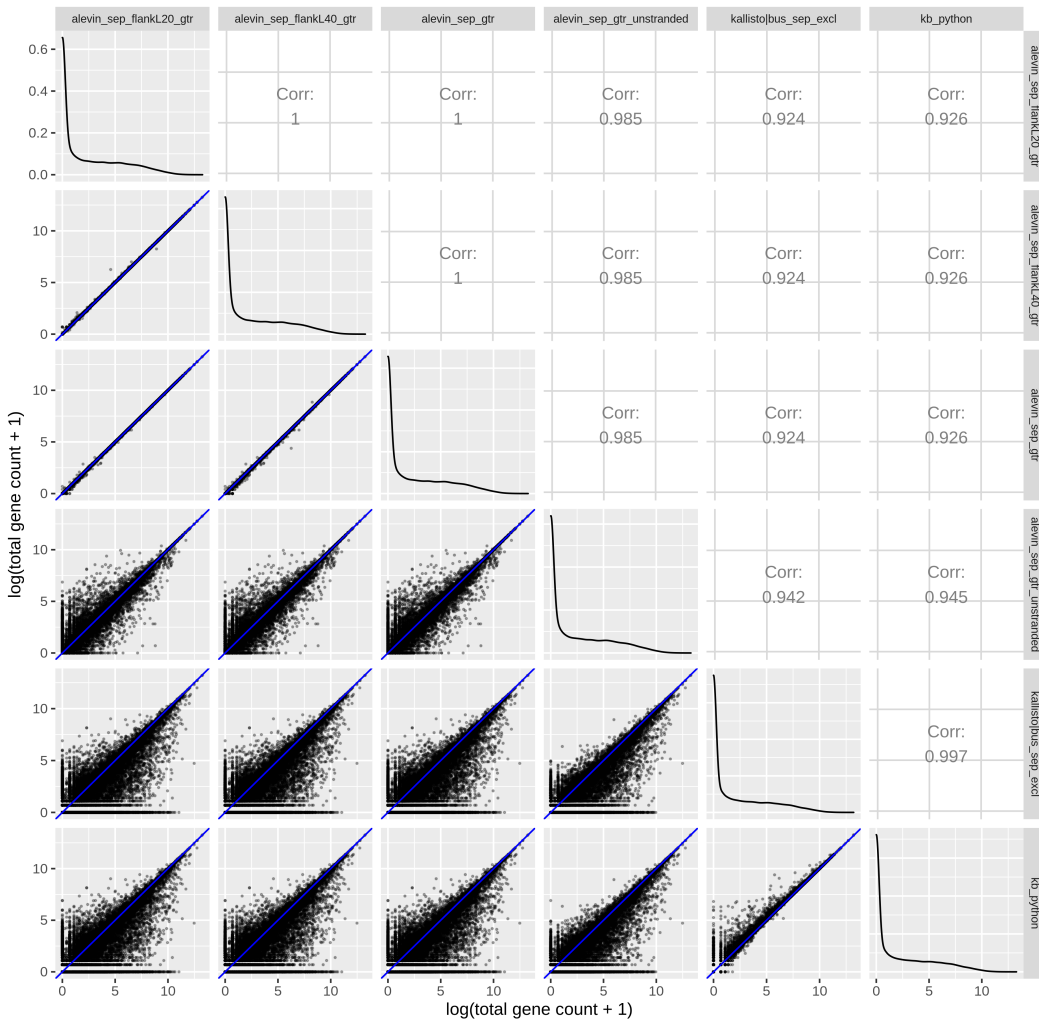 alevin_sep_flankL20_gtr alevin_sep_flankL40_gtr alevin_sep_gtr alevin_sep_gtr_unstranded kallisto|bus_sep_excl kb_python
0.6
0.4
0.2
0.0
Corr:
1
Corr:
1
Corr:
0.985
Corr:
0.924
Corr:
0.926
alevin_sep_flankL20_gtr
10
5
0
Corr:
1
Corr:
0.985
Corr:
0.924
Corr:
0.926
alevin_sep_flankL40_gtr
10
5
0
Corr:
0.985
Corr:
0.924
Corr:
0.926
alevin_sep_gtr
10
5
0
Corr:
0.942
Corr:
0.945
alevin_sep_gtr_unstranded
10
5
0
Corr:
0.997
kallisto|bus_sep_excl
10
5
0
kb_python
0 5 10 0 5 10 0 5 10 0 5 10 0 5 10 0 5 10
log(total gene count + 1)
log(total gene count + 1)